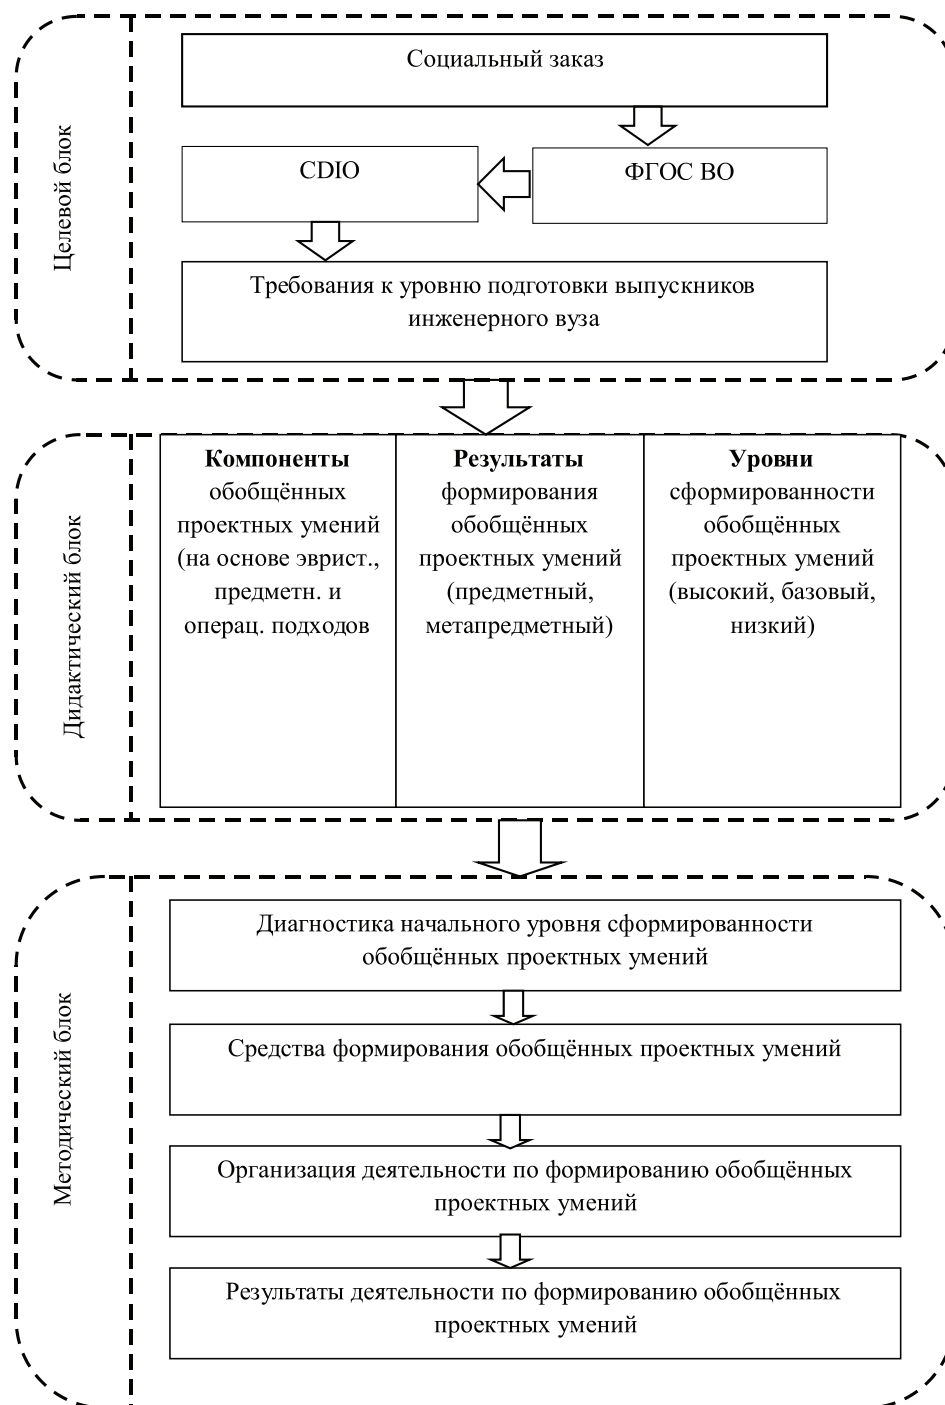 Целевой блок
Социальный заказ
CDIO
ФГОС ВО
Требования к уровню подготовки выпускников
инженерного вуза
Дидактический блок
Компоненты
обобщённых
проектных умений
(на основе эврист.,
предметн. и
операц. подходов
Результаты
формирования
обобщённых
проектных умений
(предметный,
метапредметный)
Уровни
сформированности
обобщённых
проектных умений
(высокий, базовый,
низкий)
Методический блок
Диагностика начального уровня сформированности
обобщённых проектных умений
Средства формирования обобщённых проектных умений
Организация деятельности по формированию обобщённых
проектных умений
Результаты деятельности по формированию обобщённых
проектных умений